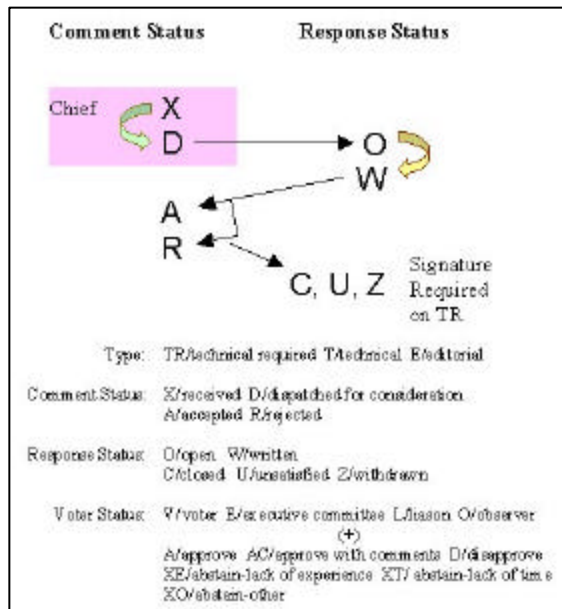 Comment Status Response Status
Chief X
D O
W
A
R
C, U, Z Signature
Required
on TR
Type: TR/technical required T/technical E/editorial
Comment Status: X/received D/dispatched for consideration
A/accepted R/rejected
Response Status: O/open W/written
C/closed U/unsatisfied Z/withdrawn
Voter Status: V/voter E/executive committee L/liason O/observer
(+)
A/approve AC/approve with comments D/disapprove
XE/abstain-lack of experience XT/ abstain-lack of time
XO/abstain-other